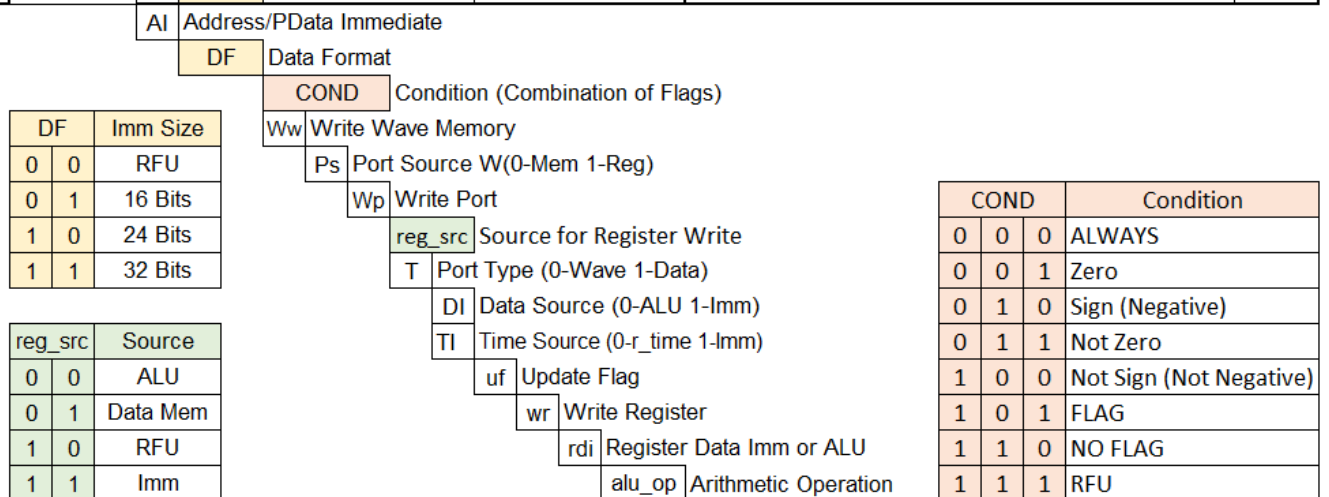 AI Address/PData Immediate
DF Data Format
COND Condition (Combination of Flags)
Ww Write Wave Memory
Ps Port Source W(0-Mem 1-Reg)
Wp Write Port
reg_src Source for Register Write
T Port Type (0-Wave 1-Data)
DI Data Source (0-ALU 1-Imm)
TI Time Source (0-r_time 1-Imm)
uf Update Flag
wr Write Register
rdi Register Data Imm or ALU
alu_op Arithmetic Operation
DF Imm Size
0 0 RFU
0 1 16 Bits
1 0 24 Bits
1 1 32 Bits
reg_src Source
0 0 ALU
0 1 Data Mem
1 0 RFU
1 1 Imm
COND Condition
0 0 0 ALWAYS
0 0 1 Zero
0 1 0 Sign (Negative)
0 1 1 Not Zero
1 0 0 Not Sign (Not Negative)
1 0 1 FLAG
1 1 0 NO FLAG
1 1 1 RFU